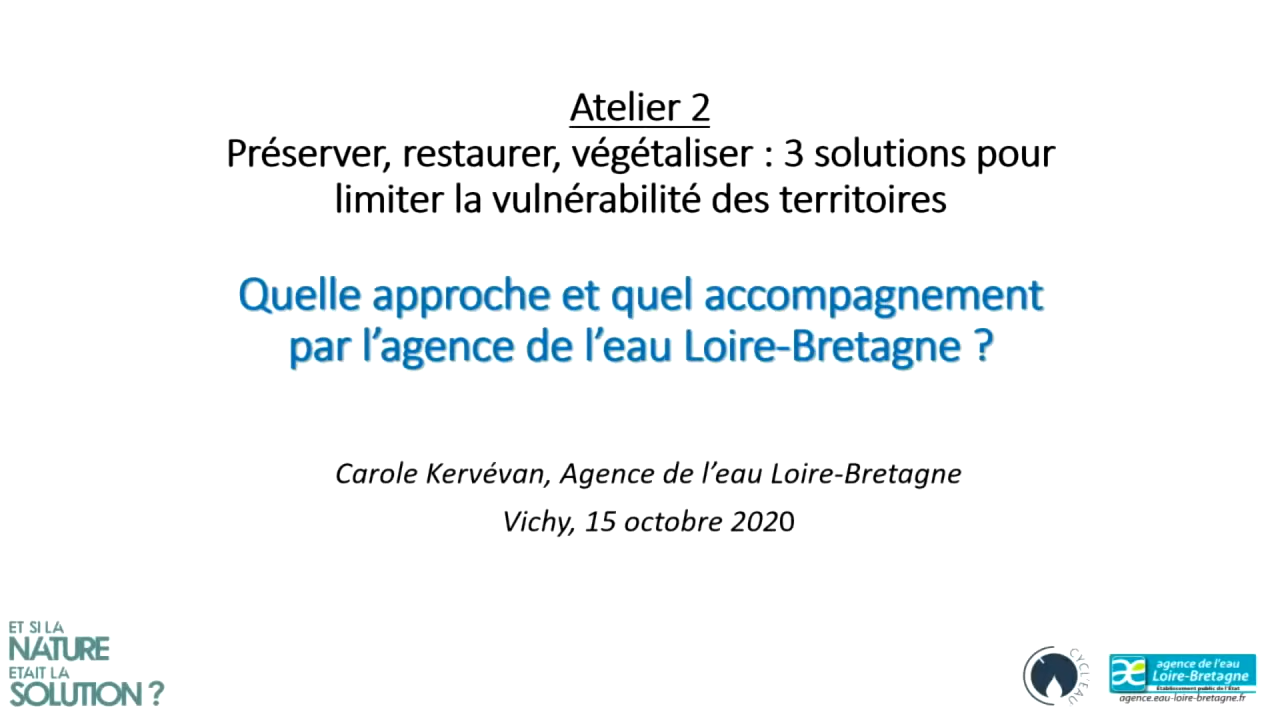 Atelier 2
Préserver, restaurer, végétaliser : 3 solutions pour
limiter la vulnérabilité des territoires
Quelle approche et quel accompagnement
par l’agence de l’eau Loire-Bretagne ?
Carole Kervévan, Agence de l’eau Loire-Bretagne
Vichy, 15 octobre 2020
ET SI LA
NATURE
ETAIT LA
SOLUTION ?
CYCL'EAU
agence de l'eau
Loire-Bretagne
Établissement public de l'État
agence.eau-loire-bretagne.fr